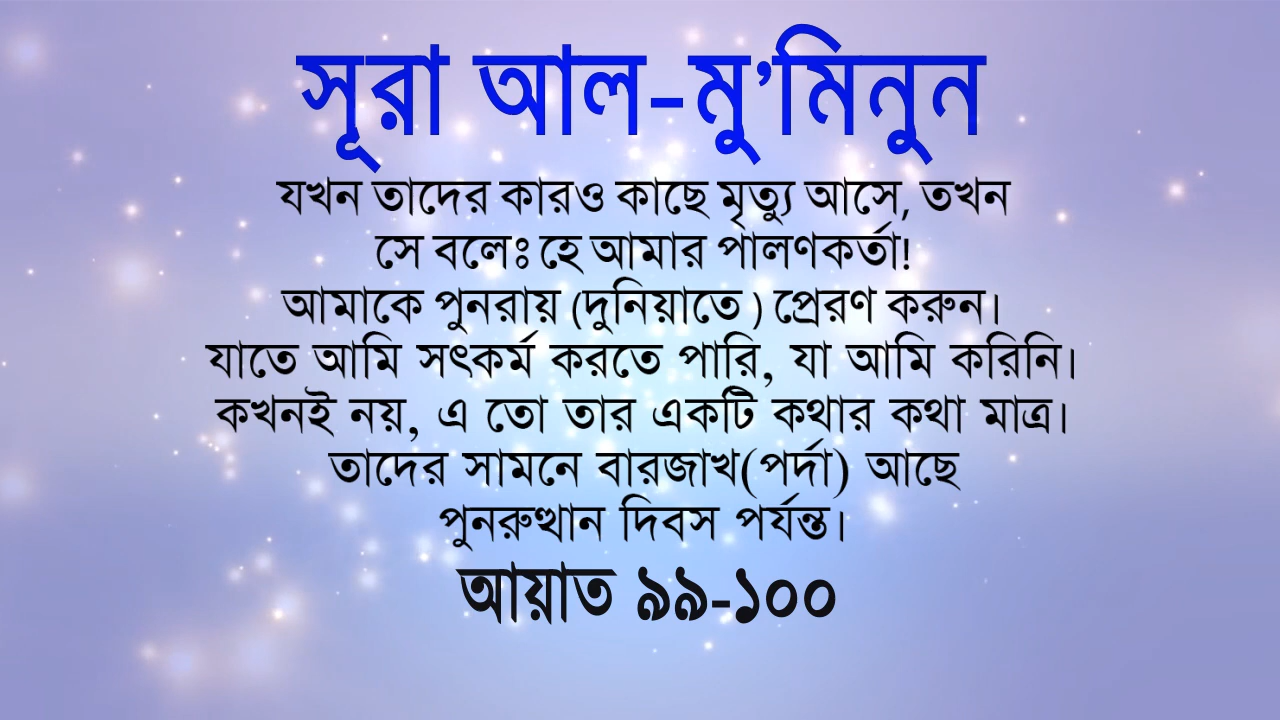 সূরা আল-মু’মিনুন
যখন তাদের কারও কাছে মৃত্যু আসে, তখন
সে বলেঃ হে আমার পালণকর্তা!
আমাকে পুনরায় (দুনিয়াতে ) প্রেরণ করুন।
যাতে আমি সৎকর্ম করতে পারি, যা আমি করিনি।
কখনই নয়, এ তো তার একটি কথার কথা মাত্র।
তাদের সামনে বারজাখ(পর্দা) আছে
পুনরুত্থান দিবস পর্যন্ত।
আয়াত ৯৯-১০০